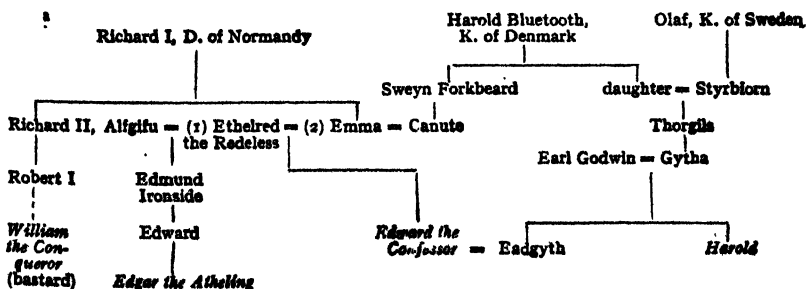 a
Harold Bluetooth, Olaf, K. of Sweden
Richard I, D. of Normandy K. of Denmark
Sweyn Forkbeard daughter = Styrbiorn
Richard II, Alfgifu = (1) Ethelred = (2) Emma = Canute Thorgils
the Redeless
Earl Godwin = Gytha
Robert I Edmund
Ironside
William Edward Edward the
the Con- Confessor = Eadgyth Harold
queror
(bastard) Edgar the Atheling